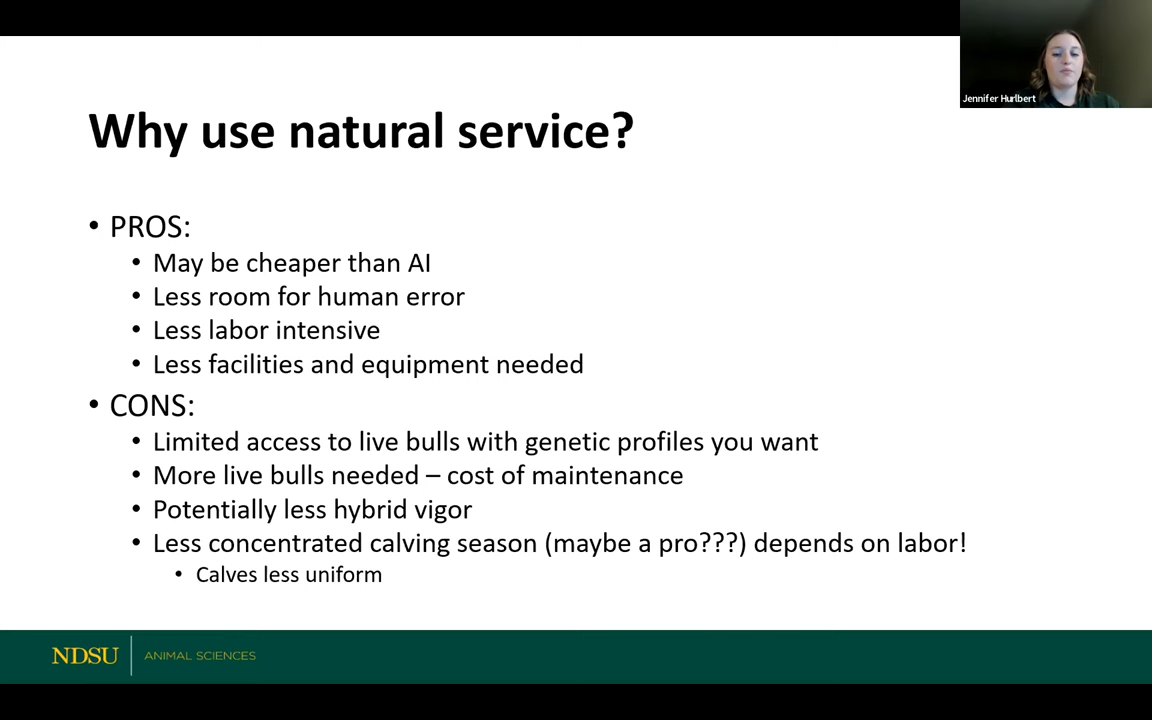 Jennifer Hurlbert
Why use natural service?
• PROS:
• May be cheaper than AI
• Less room for human error
• Less labor intensive
• Less facilities and equipment needed
• CONS:
• Limited access to live bulls with genetic profiles you want
• More live bulls needed – cost of maintenance
• Potentially less hybrid vigor
• Less concentrated calving season (maybe a pro???) depends on labor!
• Calves less uniform
NDSU ANIMAL SCIENCES